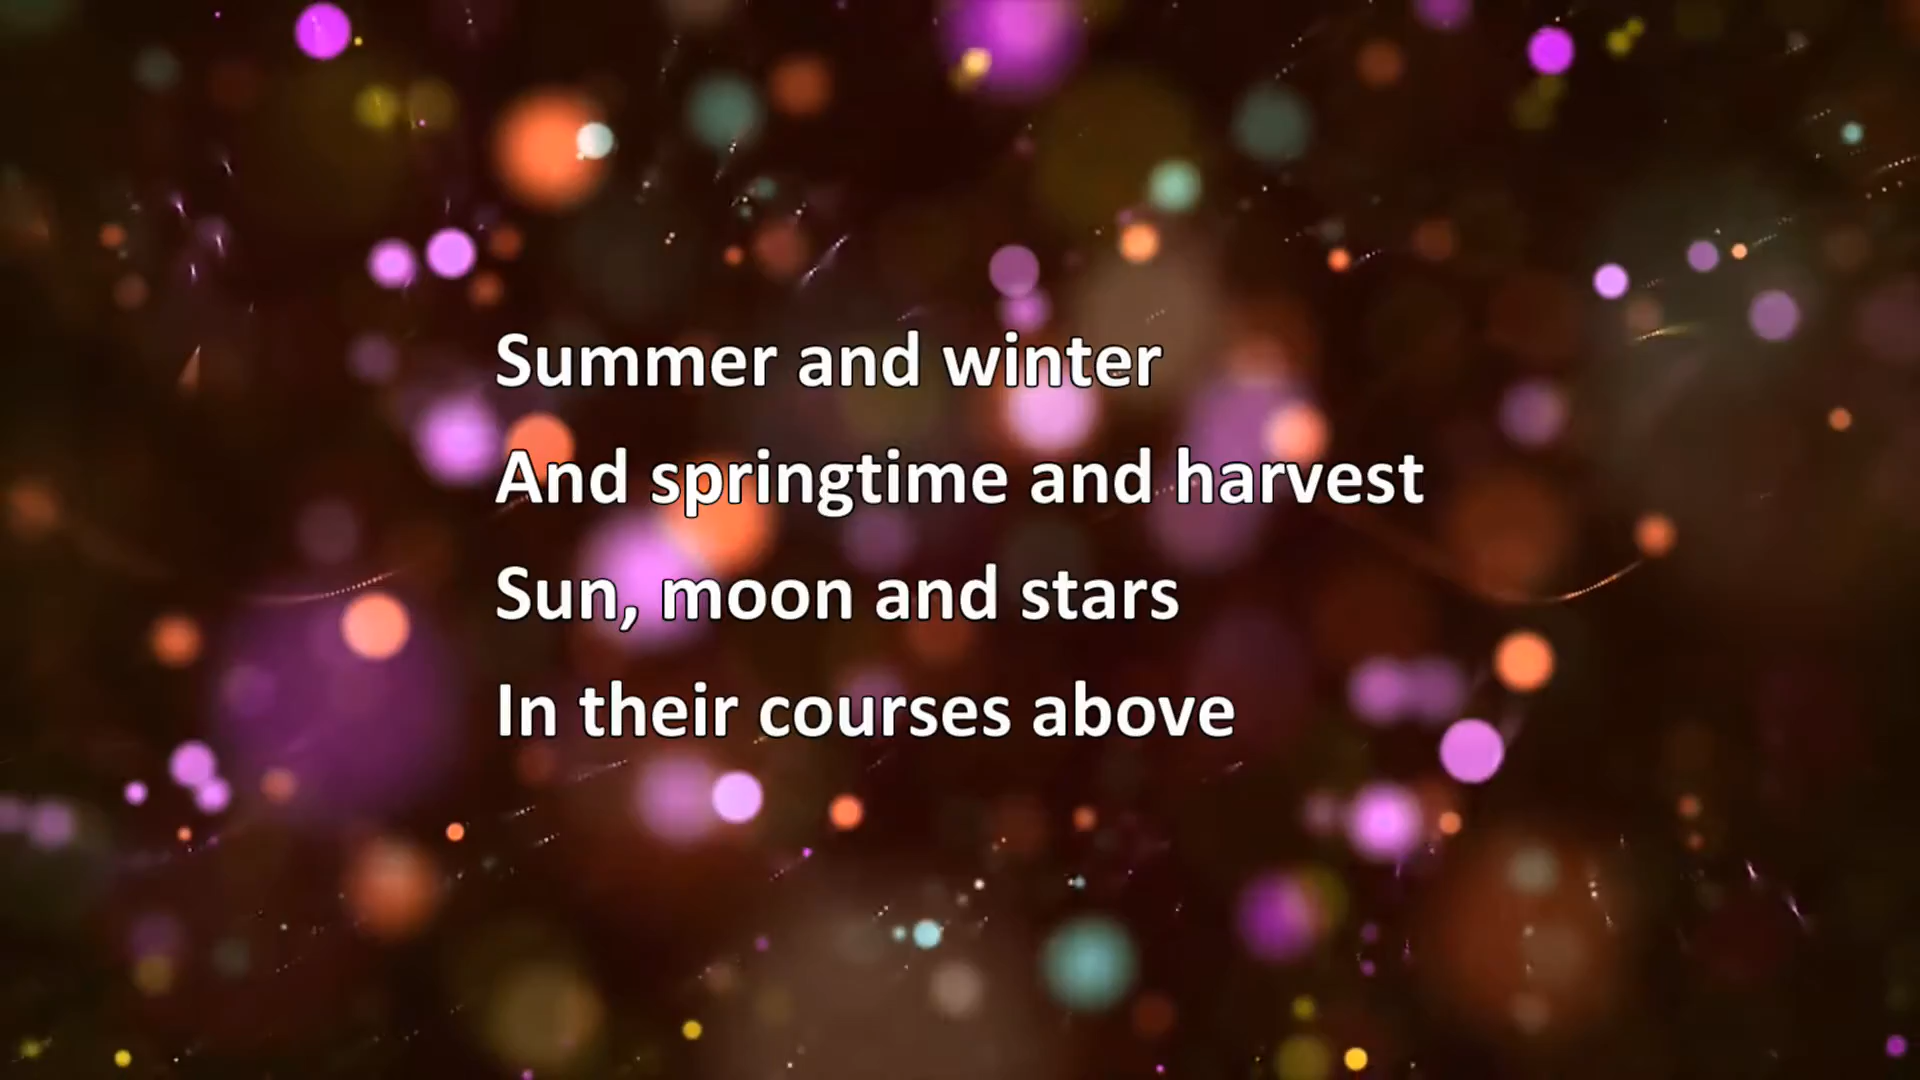 Summer and winter
And springtime and harvest
Sun, moon and stars
In their courses above